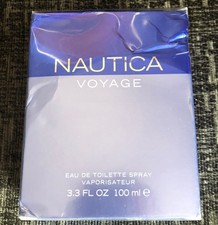 NAUTICA
VOYAGE
EAU DE TOILETTE SPRAY
VAPORISATEUR
3.3 FL OZ 100 ml ℮